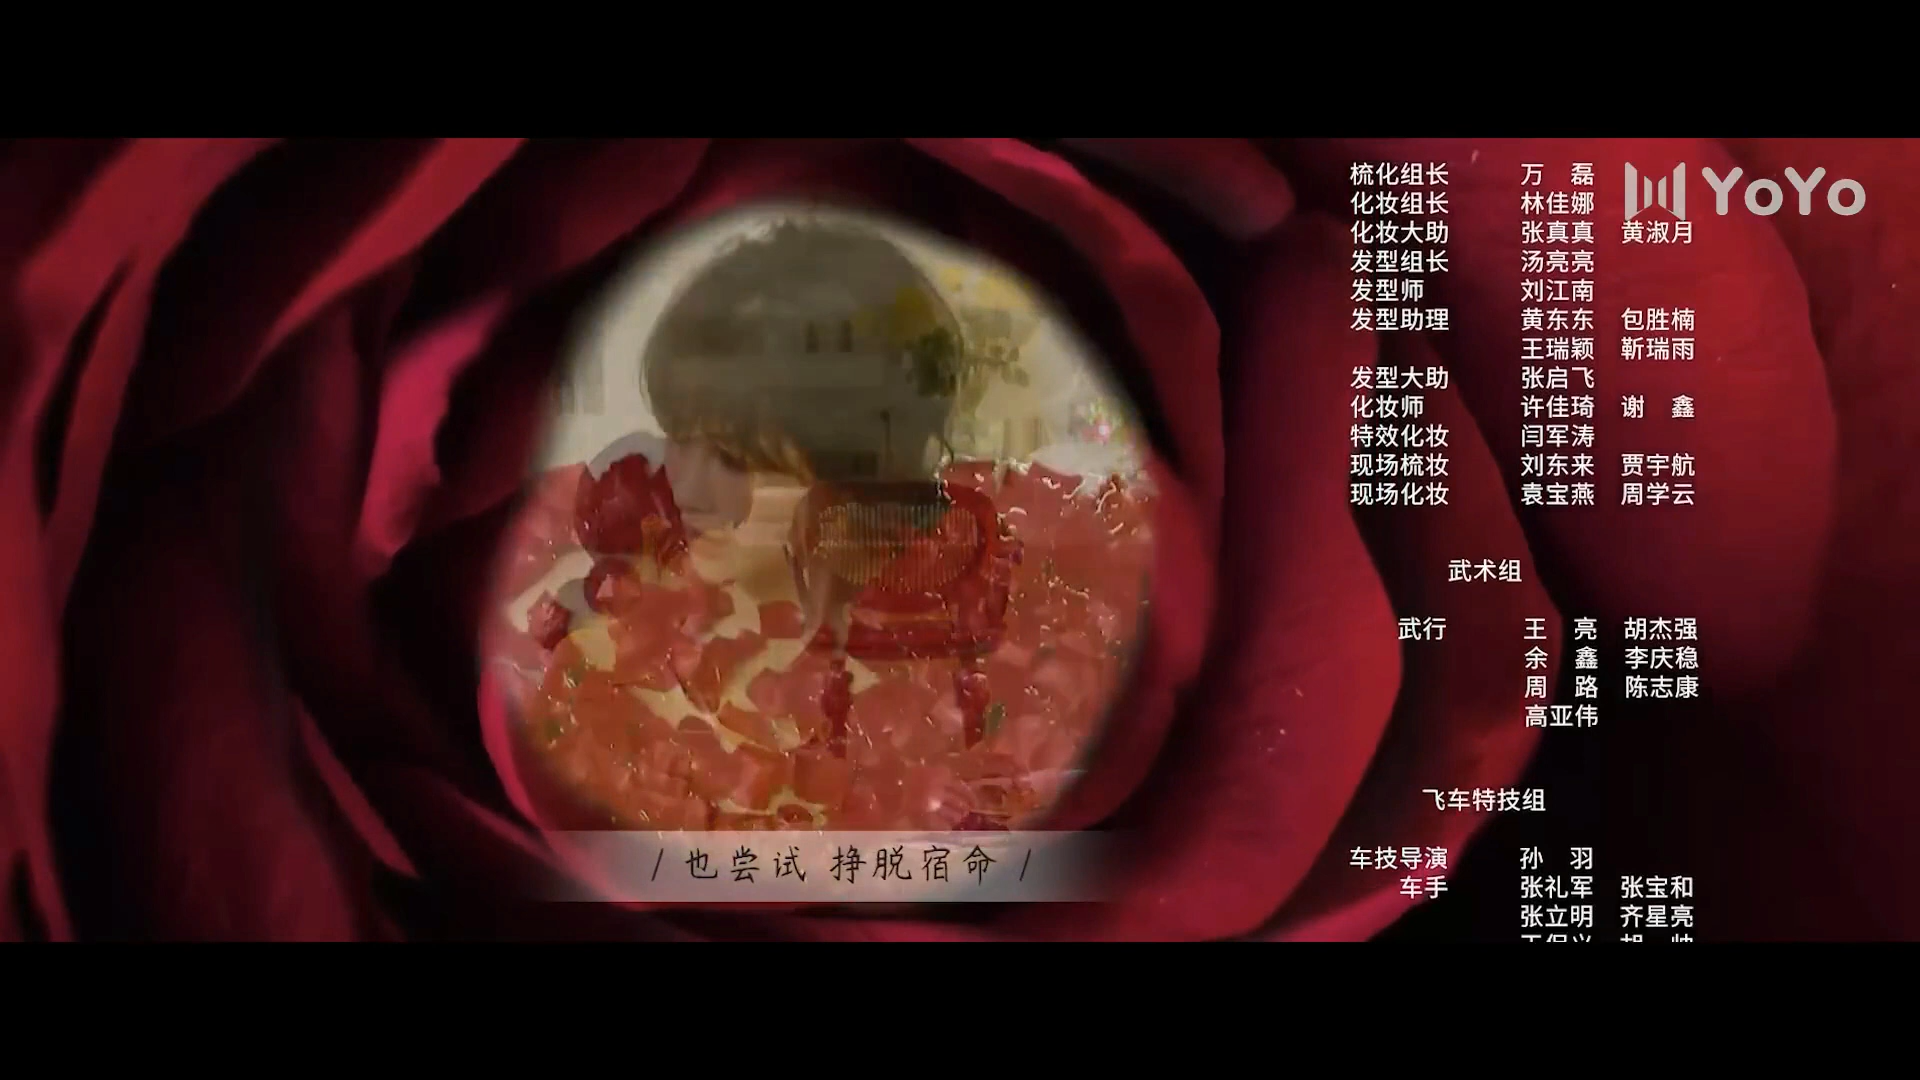 YoYo
梳化组长 万 磊
化妆组长 林佳娜
化妆大助 张真真 黄淑月
发型组长 汤亮亮
发型师 刘江南
发型助理 黄东东 包胜楠
王瑞颖 靳瑞雨
发型大助 张启飞
化妆师 许佳琦 谢 鑫
特效化妆 闫军涛
现场梳妆 刘东来 贾宇航
现场化妆 袁宝燕 周学云
武术组
武行 王 亮 胡杰强
余 鑫 李庆稳
周 路 陈志康
高亚伟
飞车特技组
车技导演 孙 羽
车手 张礼军 张宝和
张立明 齐星亮
/ 也尝试 挣脱宿命 /